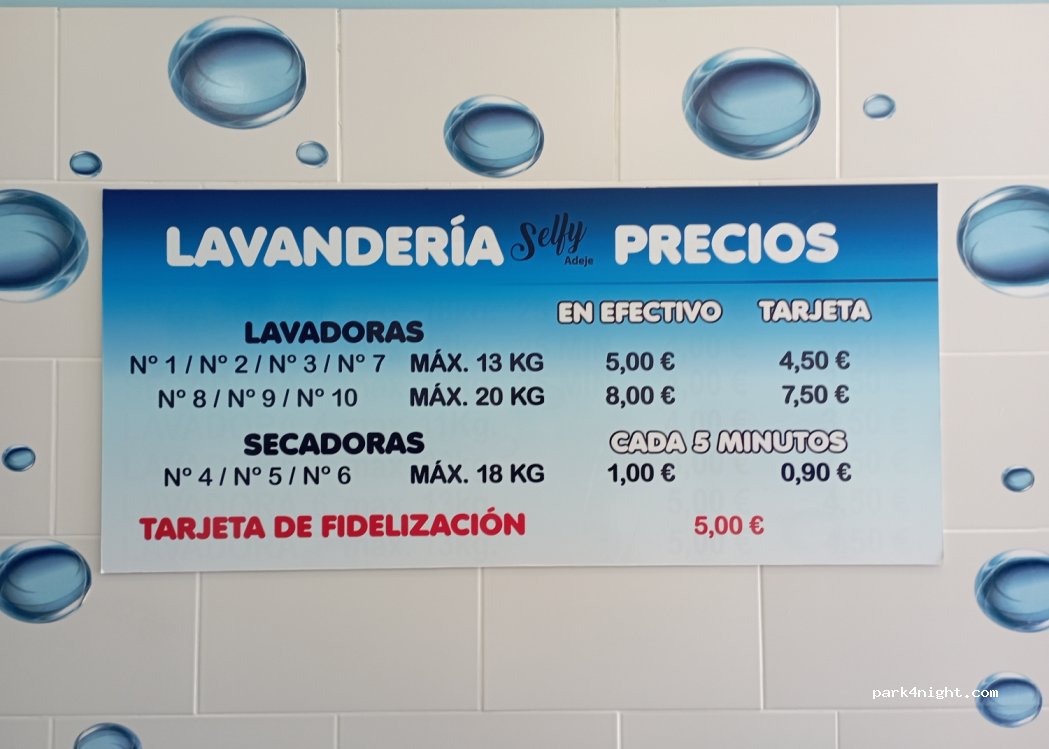 LAVANDERÍA Selfy Adeje PRECIOS
EN EFECTIVO TARJETA
LAVADORAS
Nº 1 / Nº 2 / Nº 3 / Nº 7 MÁX. 13 KG 5,00 € 4,50 €
Nº 8 / Nº 9 / Nº 10 MÁX. 20 KG 8,00 € 7,50 €
SECADORAS CADA 5 MINUTOS
Nº 4 / Nº 5 / Nº 6 MÁX. 18 KG 1,00 € 0,90 €
TARJETA DE FIDELIZACIÓN 5,00 €
park4night.com